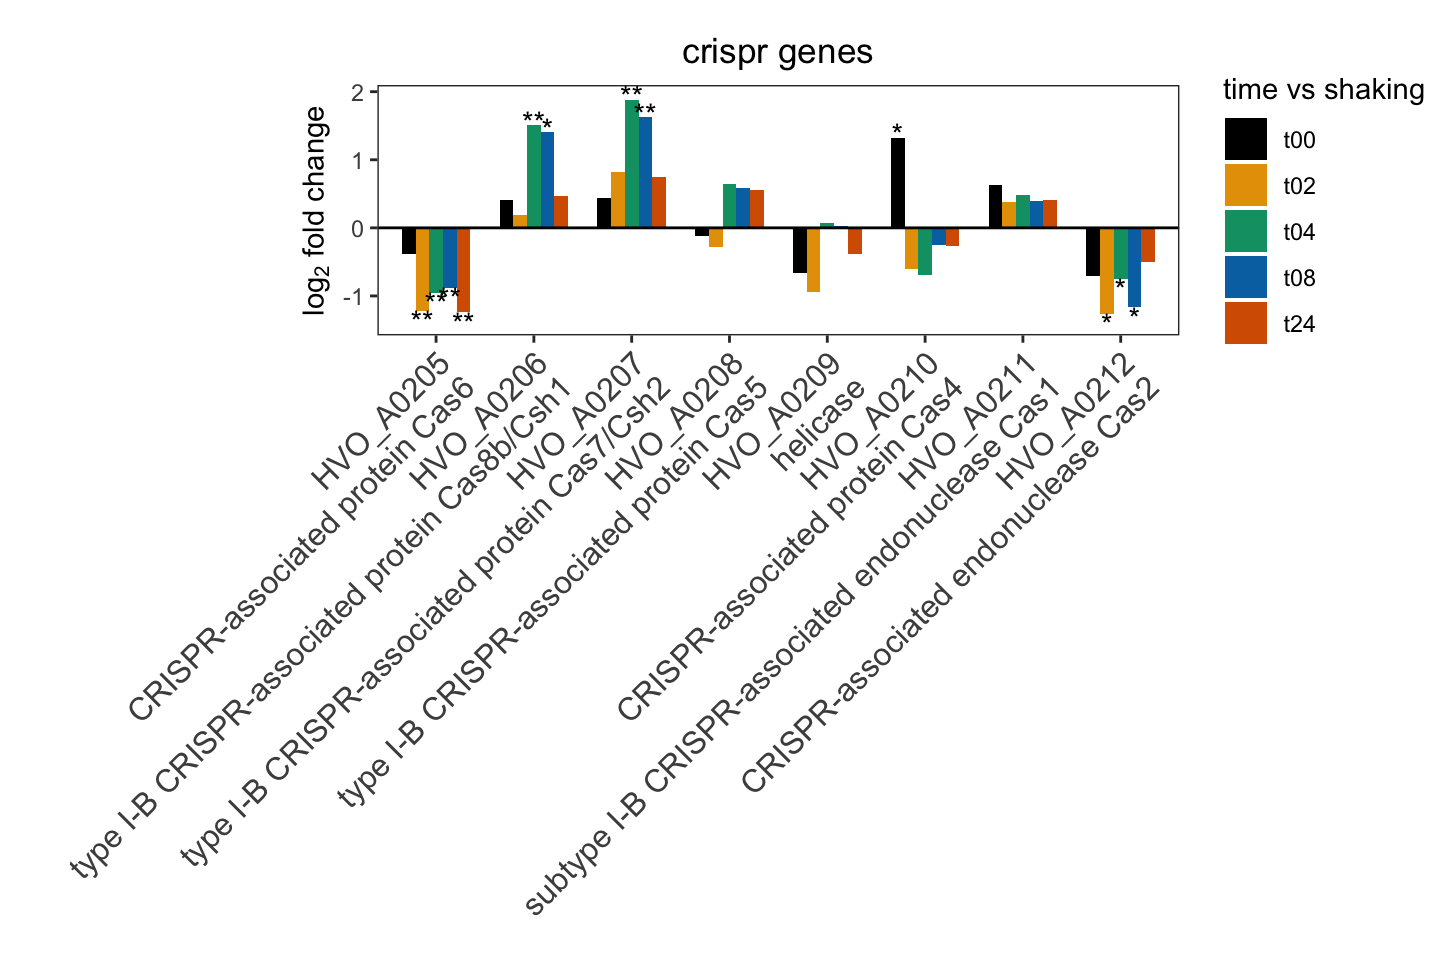 crispr genes
log2 fold change
2
1
0
-1
**
**
**
**
**
*
**
**
*
*
*
*
HVO_A0205
CRISPR-associated protein Cas6
HVO_A0206
type I-B CRISPR-associated protein Cas8b/Csh1
HVO_A0207
type I-B CRISPR-associated protein Cas7/Csh2
HVO_A0208
type I-B CRISPR-associated protein Cas5
HVO_A0209
helicase
HVO_A0210
CRISPR-associated protein Cas4
HVO_A0211
subtype I-B CRISPR-associated endonuclease Cas1
HVO_A0212
CRISPR-associated endonuclease Cas2
time vs shaking
t00
t02
t04
t08
t24